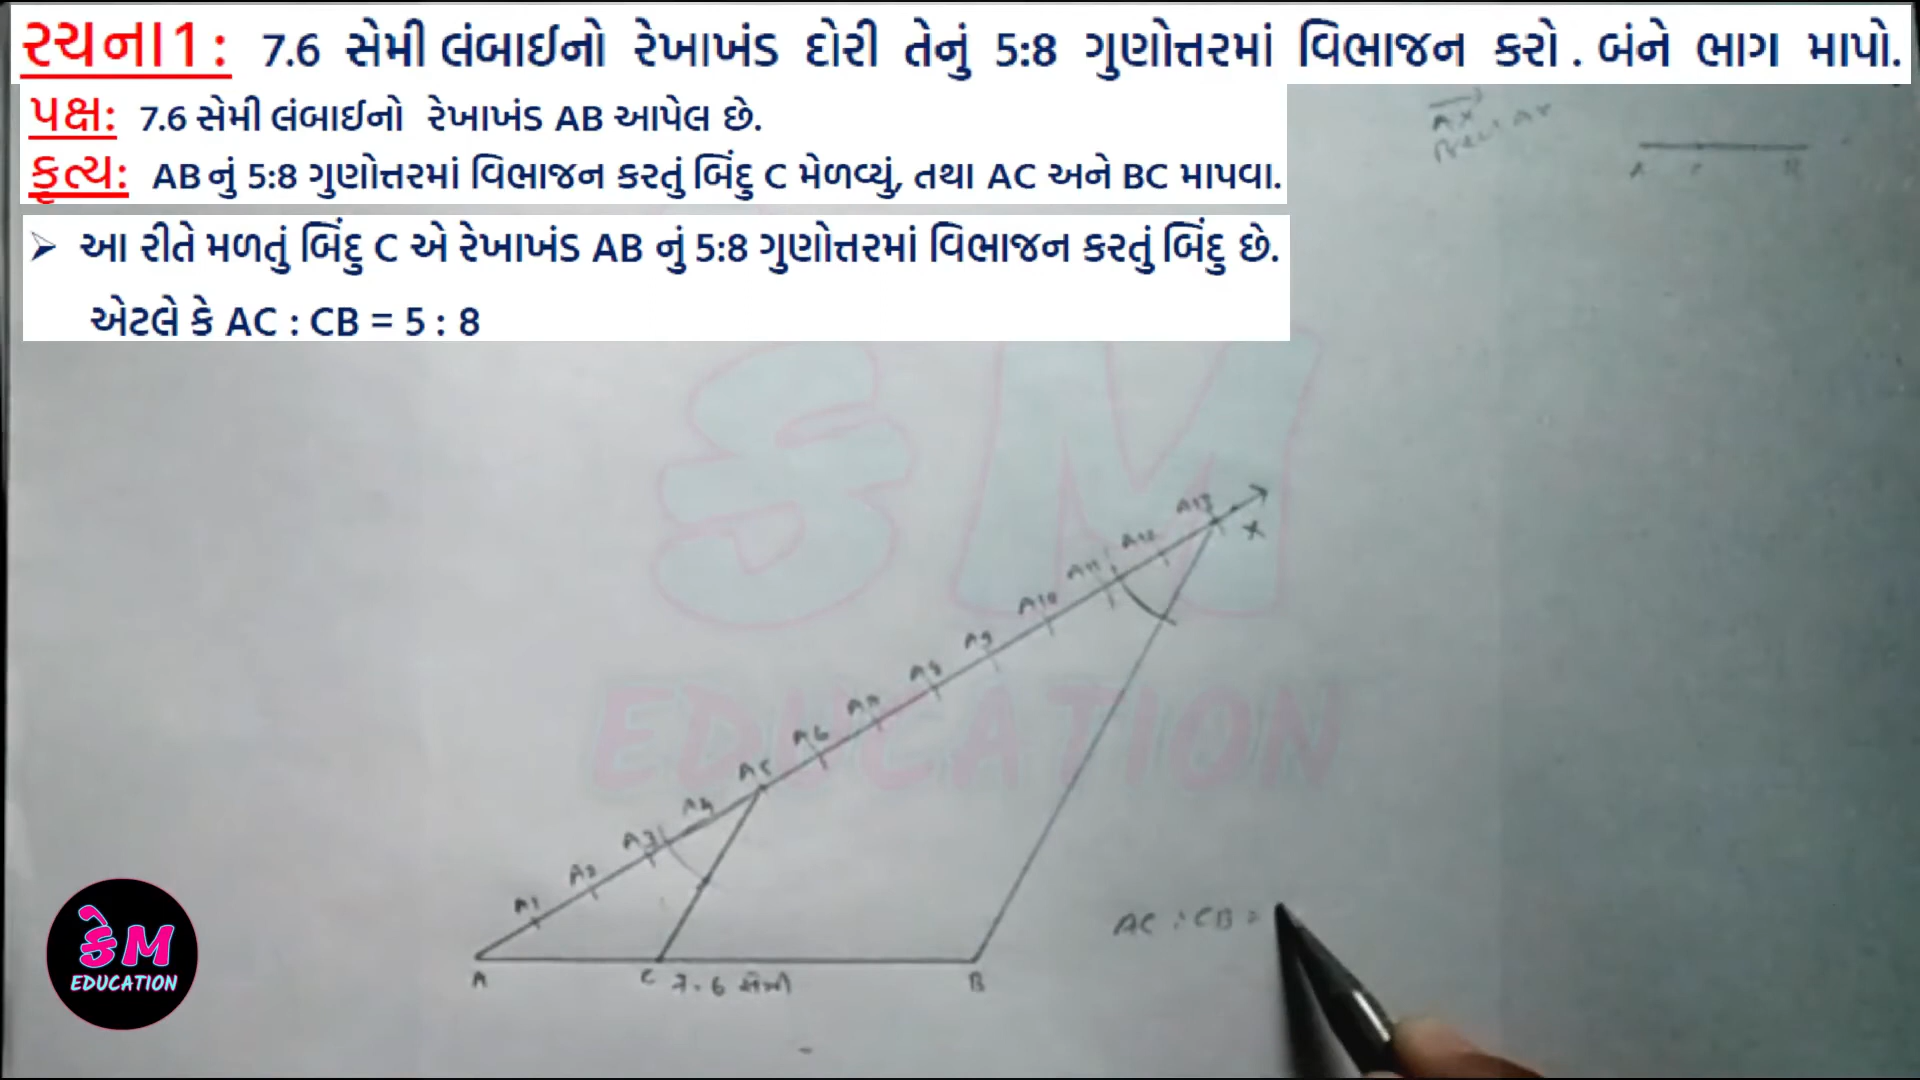 રચના1: 7.6 સેમી લંબાઈનો રેખાખંડ દોરી તેનું 5:8 ગુણોત્તરમાં વિભાજન કરો. બંને ભાગ માપો.
પક્ષ: 7.6 સેમી લંબાઈનો રેખાખંડ AB આપેલ છે.
કૃત્ય: AB નું 5:8 ગુણોત્તરમાં વિભાજન કરતું બિંદુ C મેળવ્યું, તથા AC અને BC માપવા.
➢ આ રીતે મળતું બિંદુ C એ રેખાખંડ AB નું 5:8 ગુણોત્તરમાં વિભાજન કરતું બિંદુ છે.
એટલે કે AC : CB = 5 : 8
A B
કેM
EDUCATION
A13
X
A12
A11
A10
A9
A8
A7
A6
A5
A4
A3
A2
A1
AC : CB =
A C 7.6 સેમી B
કેM
EDUCATION